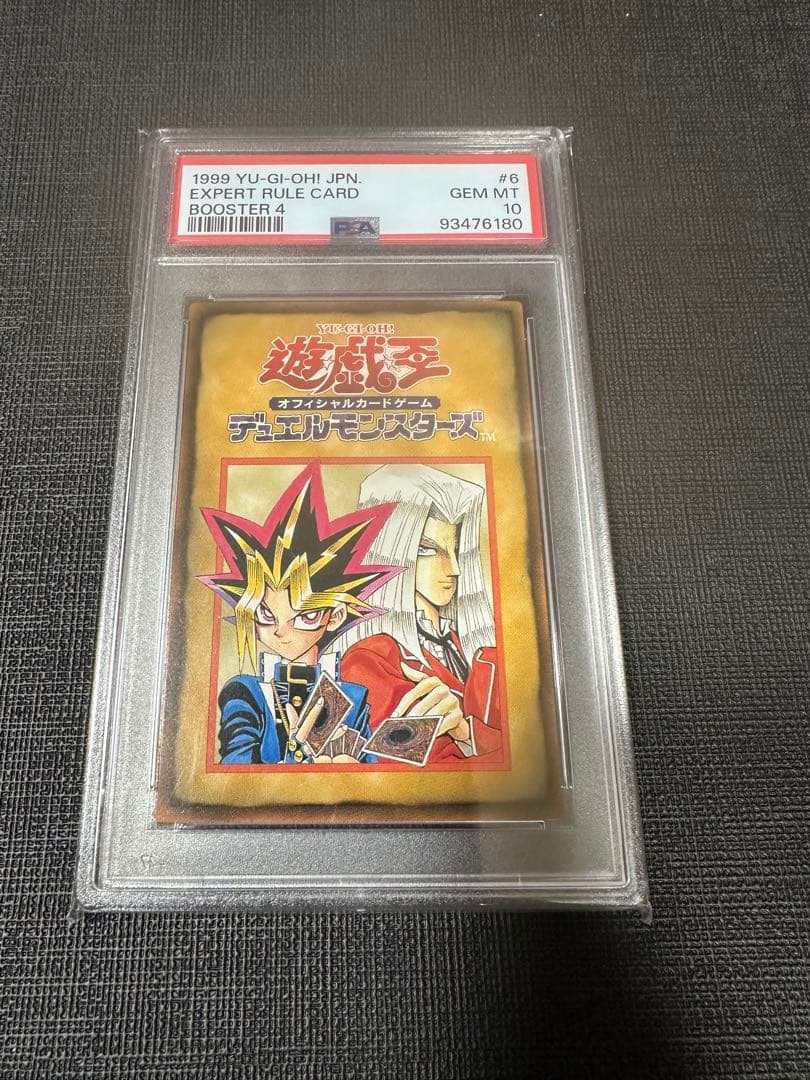 1999 YU-GI-OH! JPN. #6
EXPERT RULE CARD GEM MT
BOOSTER 4 10
PSA 93476180
YU-GI-OH!
遊戯王
オフィシャルカードゲーム
デュエルモンスターズ™